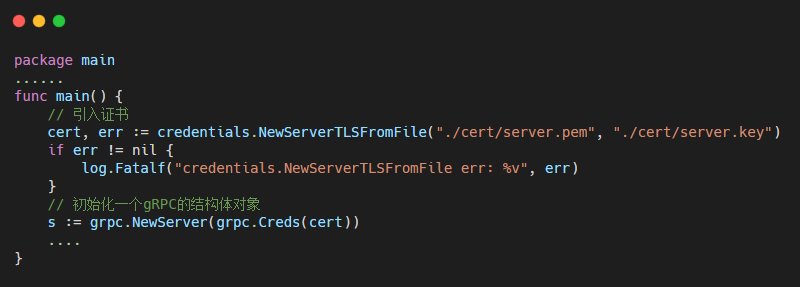 package main
......
func main() {
    // 引入证书
    cert, err := credentials.NewServerTLSFromFile("./cert/server.pem", "./cert/server.key")
    if err != nil {
        log.Fatalf("credentials.NewServerTLSFromFile err: %v", err)
    }
    // 初始化一个gRPC的结构体对象
    s := grpc.NewServer(grpc.Creds(cert))
    ....
}